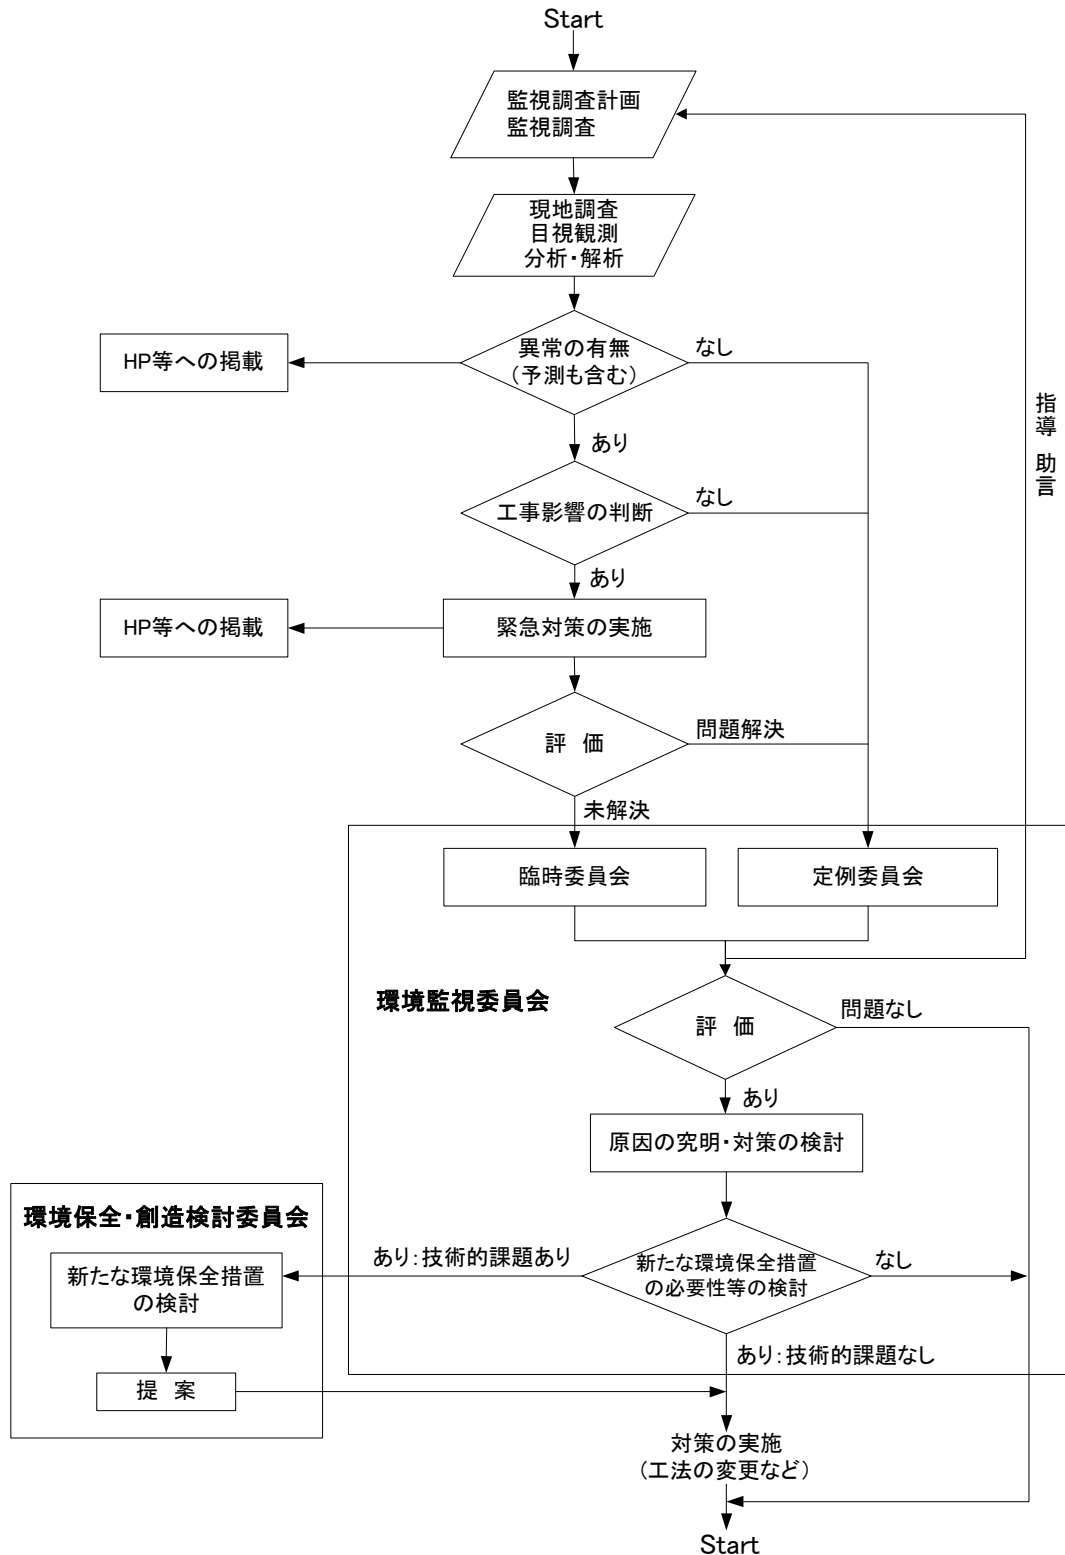 Start
監視調査計画
監視調査
現地調査
目視観測
分析・解析
HP等への掲載
異常の有無
(予測も含む)
なし
指導 助言
あり
工事影響の判断
なし
あり
HP等への掲載
緊急対策の実施
評 価
問題解決
未解決
臨時委員会
定例委員会
環境監視委員会
評 価
問題なし
あり
原因の究明・対策の検討
環境保全・創造検討委員会
新たな環境保全措置
の検討
あり:技術的課題あり
新たな環境保全措置
の必要性等の検討
なし
あり:技術的課題なし
提 案
対策の実施
(工法の変更など)
Start